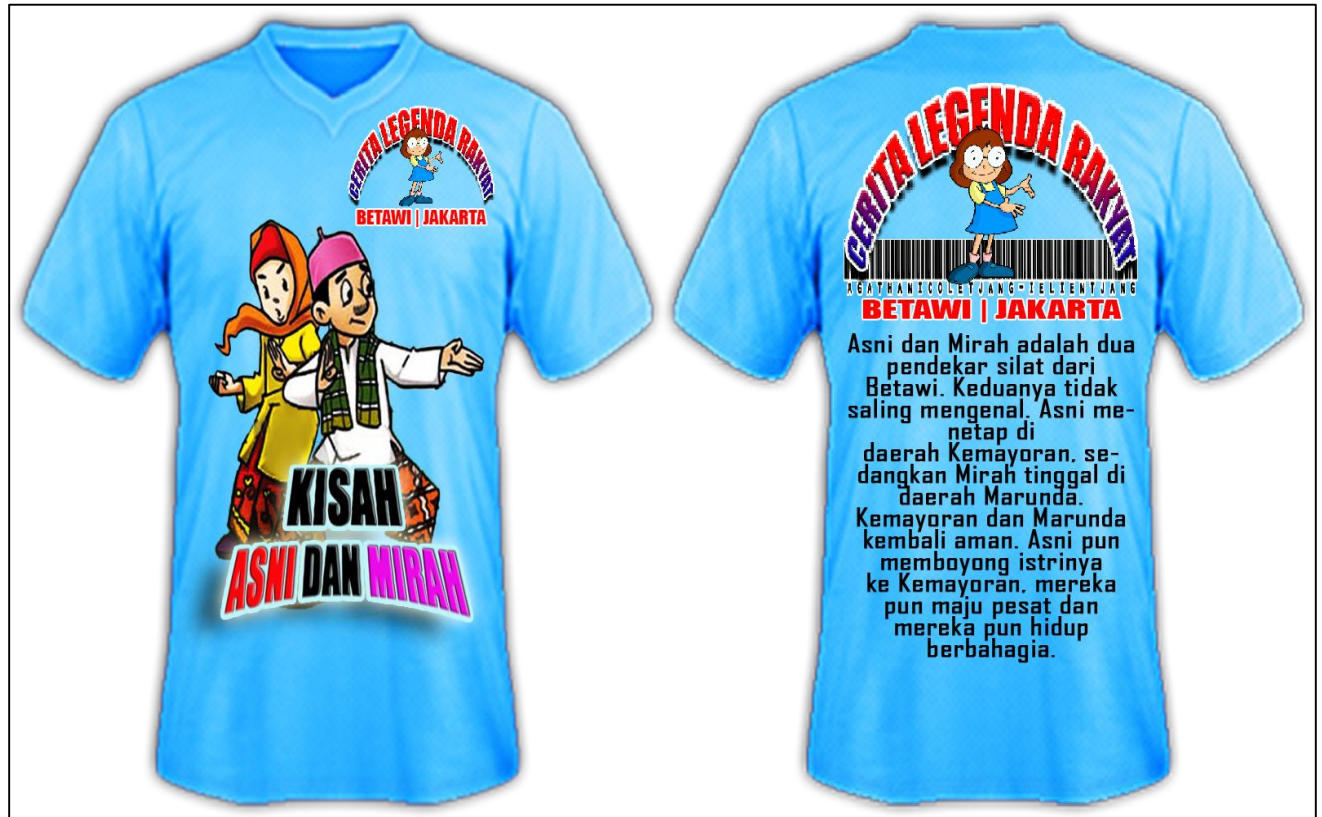 CERITA LEGENDA RAKYAT
BETAWI | JAKARTA
KISAH
ASNI DAN MIRAH
CERITA LEGENDA RAKYAT
AGATHANICOLETJANG-IELIENTJANG
BETAWI | JAKARTA
Asni dan Mirah adalah dua
pendekar silat dari
Betawi. Keduanya tidak
saling mengenal. Asni me-
netap di
daerah Kemayoran, se-
dangkan Mirah tinggal di
daerah Marunda.
Kemayoran dan Marunda
kembali aman. Asni pun
memboyong istrinya
ke Kemayoran, mereka
pun maju pesat dan
mereka pun hidup
berbahagia.